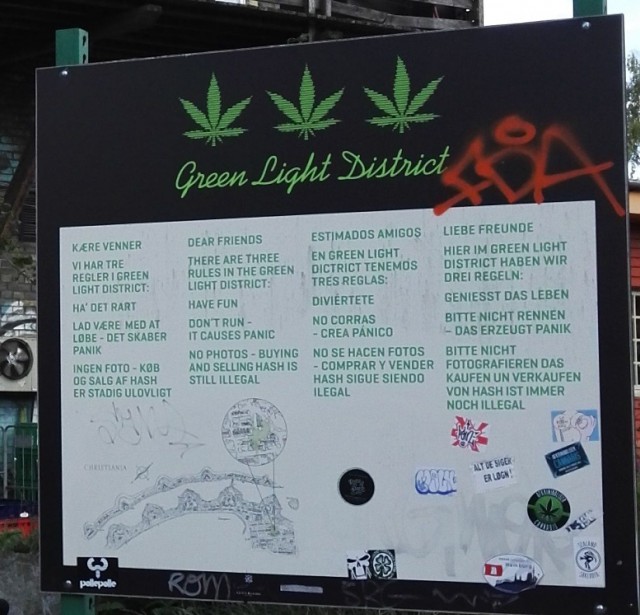 Green Light District
KÆRE VENNER
VI HAR TRE
REGLER I GREEN
LIGHT DISTRICT:
HA' DET RART
LAD VÆRE MED AT
LØBE - DET SKABER
PANIK
INGEN FOTO - KØB
OG SALG AF HASH
ER STADIG ULOVLIGT
DEAR FRIENDS
THERE ARE THREE
RULES IN THE GREEN
LIGHT DISTRICT:
HAVE FUN
DON'T RUN -
IT CAUSES PANIC
NO PHOTOS - BUYING
AND SELLING HASH IS
STILL ILLEGAL
ESTIMADOS AMIGOS
EN GREEN LIGHT
DICTRICT TENEMOS
TRES REGLAS:
DIVIÈRTETE
NO CORRAS
- CREA PÁNICO
NO SE HACEN FOTOS
- COMPRAR Y VENDER
HASH SIGUE SIENDO
ILEGAL
LIEBE FREUNDE
HIER IM GREEN LIGHT
DISTRICT HABEN WIR
DREI REGELN:
GENIESST DAS LEBEN
BITTE NICHT RENNEN
- DAS ERZEUGT PANIK
BITTE NICHT
FOTOGRAFIEREN DAS
KAUFEN UN VERKAUFEN
VON HASH IST IMMER
NOCH ILLEGAL
CHRISTIANIA
ALT DE SIGER
ER LØGN!
pallepalle